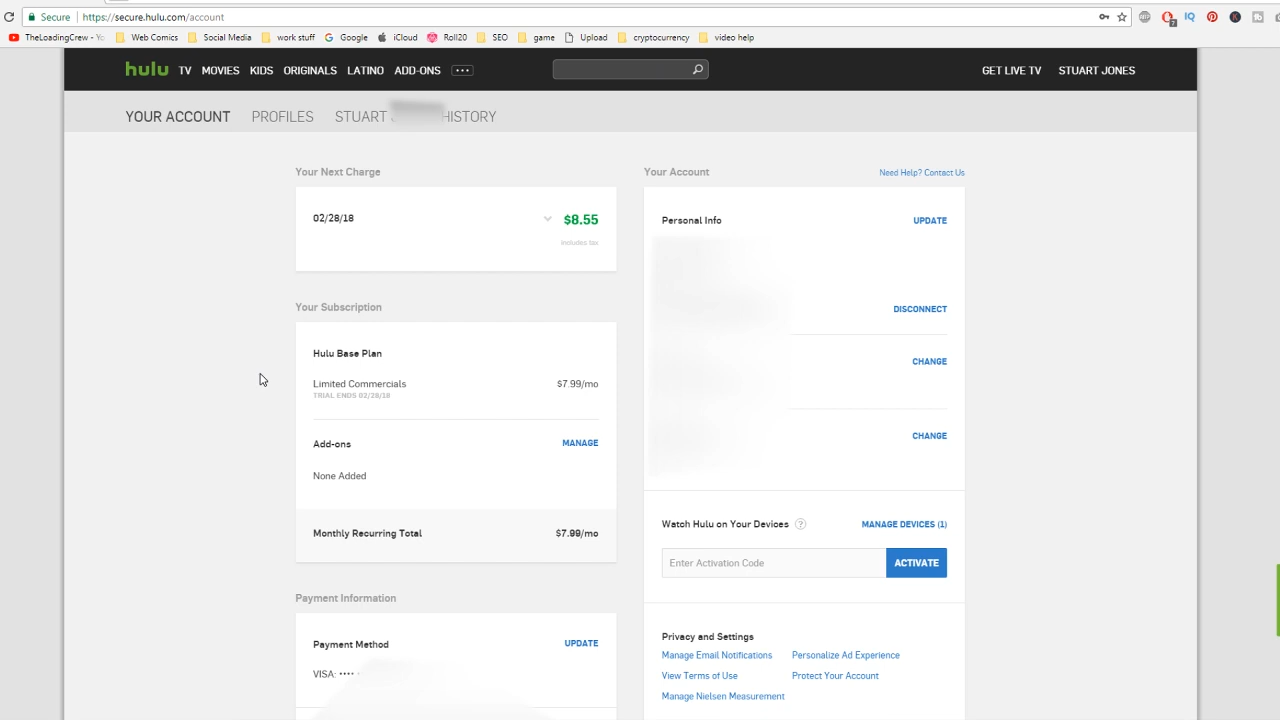 Secure https://secure.hulu.com/account
TheLoadingCrew - Yo Web Comics Social Media work stuff Google iCloud Roll20 SEO game Upload cryptocurrency video help
hulu TV MOVIES KIDS ORIGINALS LATINO ADD-ONS GET LIVE TV STUART JONES
YOUR ACCOUNT PROFILES STUART HISTORY
Your Next Charge
02/28/18 $8.55
includes tax
Your Subscription
Hulu Base Plan
Limited Commercials $7.99/mo
TRIAL ENDS 02/28/18
Add-ons MANAGE
None Added
Monthly Recurring Total $7.99/mo
Payment Information
Payment Method UPDATE
VISA: ••••
Your Account Need Help? Contact Us
Personal Info UPDATE
DISCONNECT
CHANGE
CHANGE
Watch Hulu on Your Devices ? MANAGE DEVICES (1)
Enter Activation Code ACTIVATE
Privacy and Settings
Manage Email Notifications Personalize Ad Experience
View Terms of Use Protect Your Account
Manage Nielsen Measurement